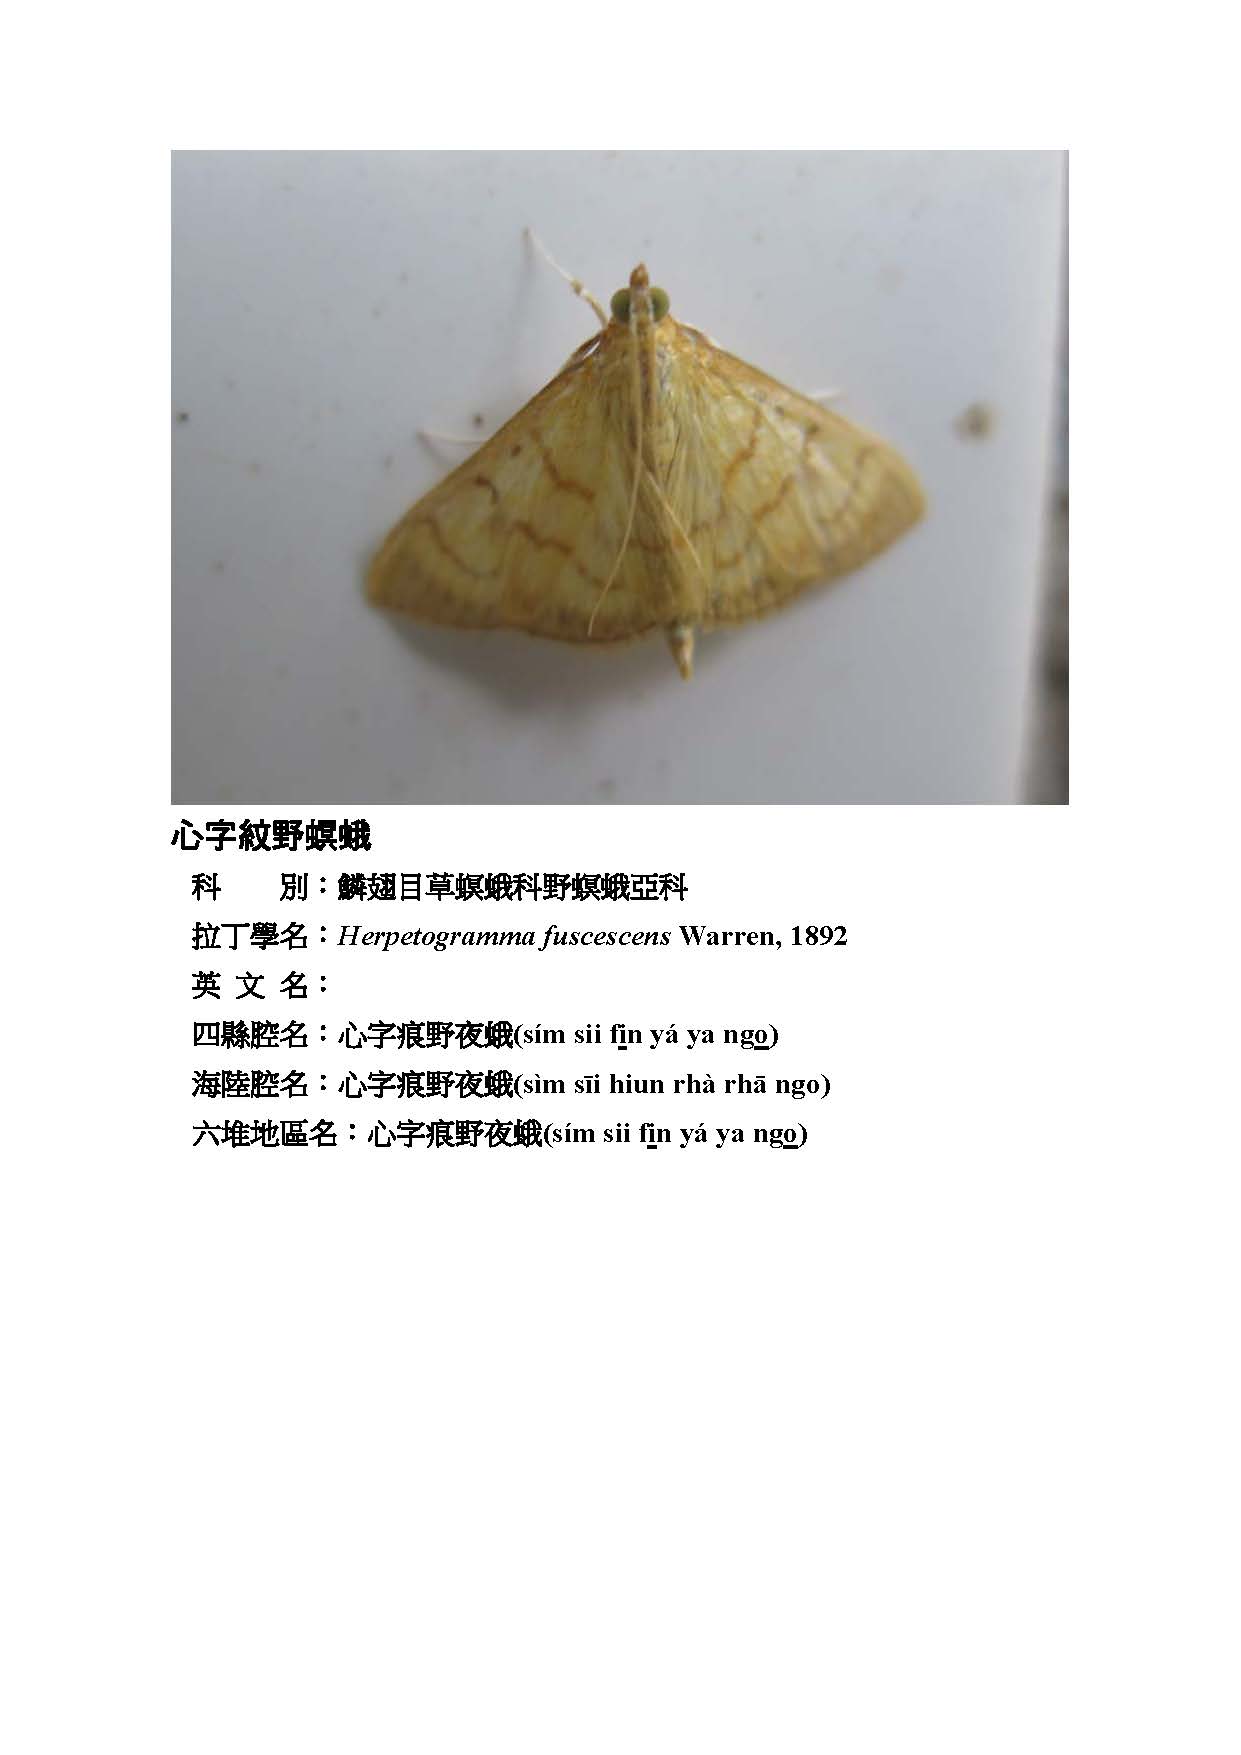 心字紋野螟蛾
科　　別：鱗翅目草螟蛾科野螟蛾亞科
拉丁學名：Herpetogramma fuscescens Warren, 1892
英 文 名：
四縣腔名：心字痕野夜蛾(sím sii fin yá ya ngo)
海陸腔名：心字痕野夜蛾(sìm sīi hiun rhà rhā ngo)
六堆地區名：心字痕野夜蛾(sím sii fin yá ya ngo)